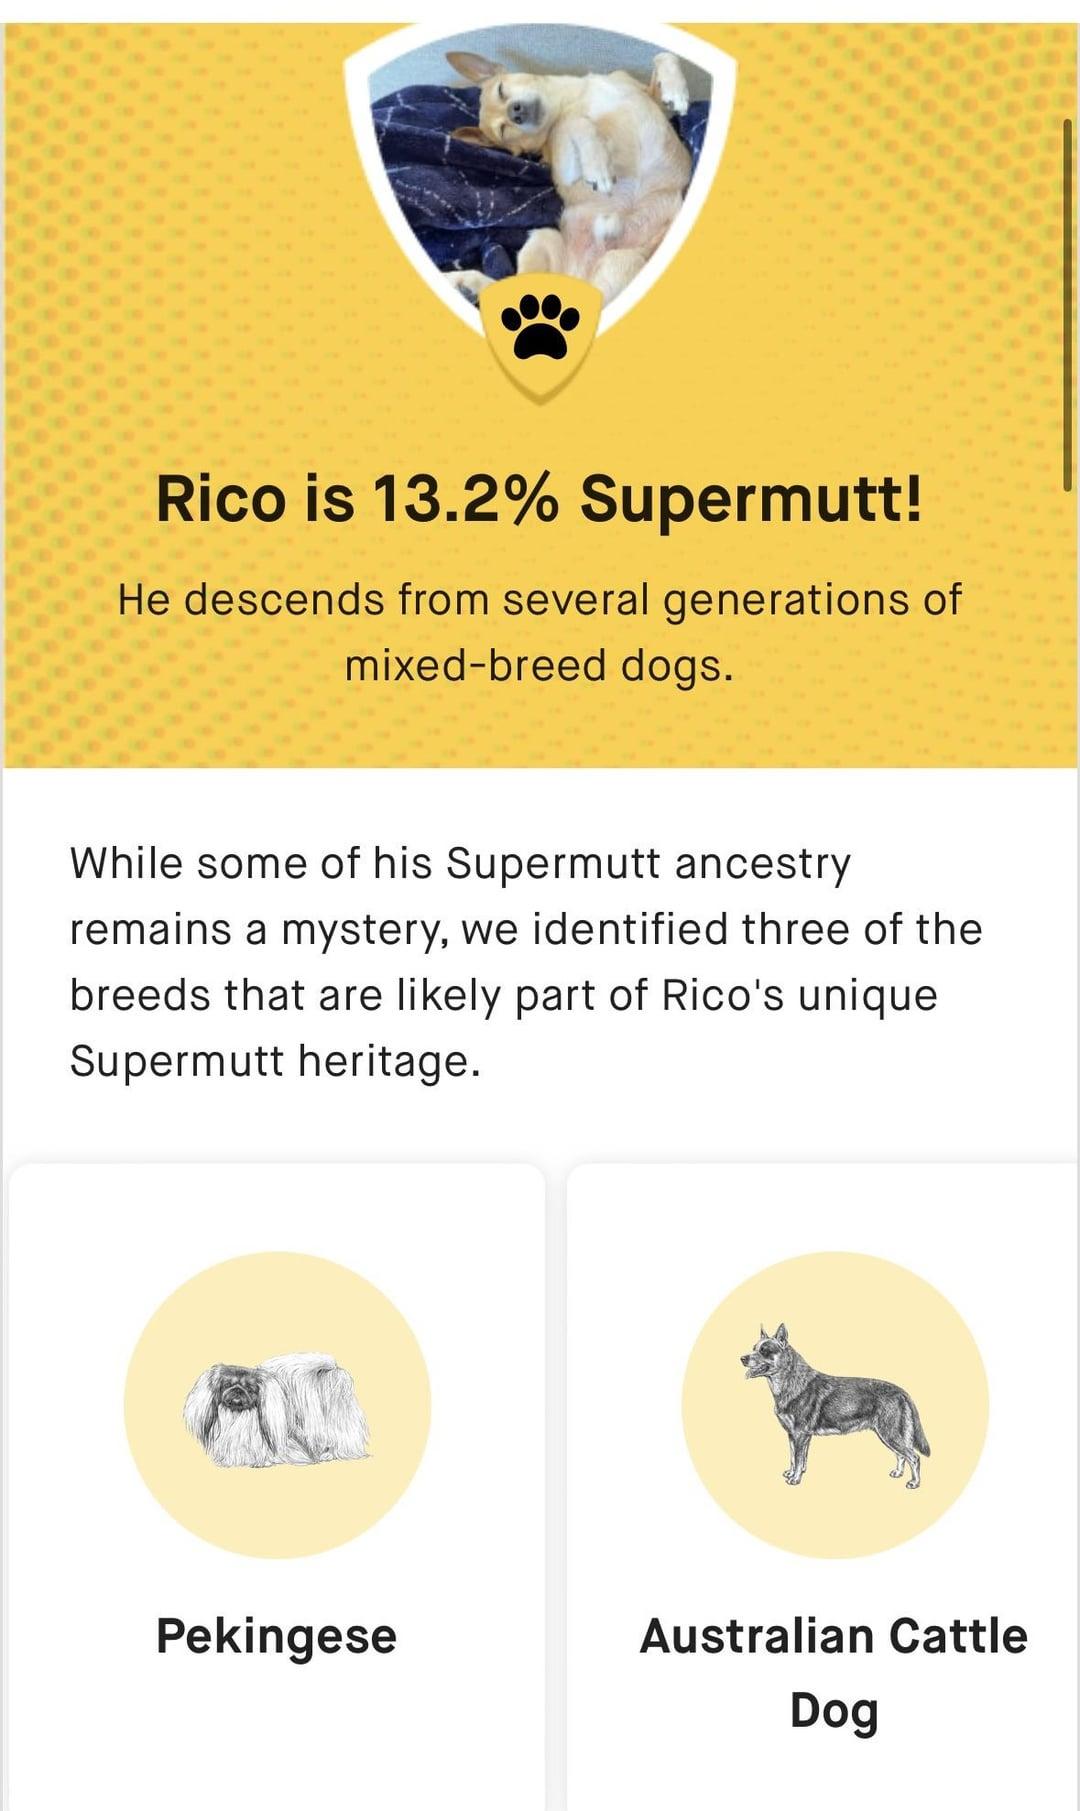 Rico is 13.2% Supermutt!
He descends from several generations of
mixed-breed dogs.
While some of his Supermutt ancestry
remains a mystery, we identified three of the
breeds that are likely part of Rico's unique
Supermutt heritage.
Pekingese
Australian Cattle
Dog